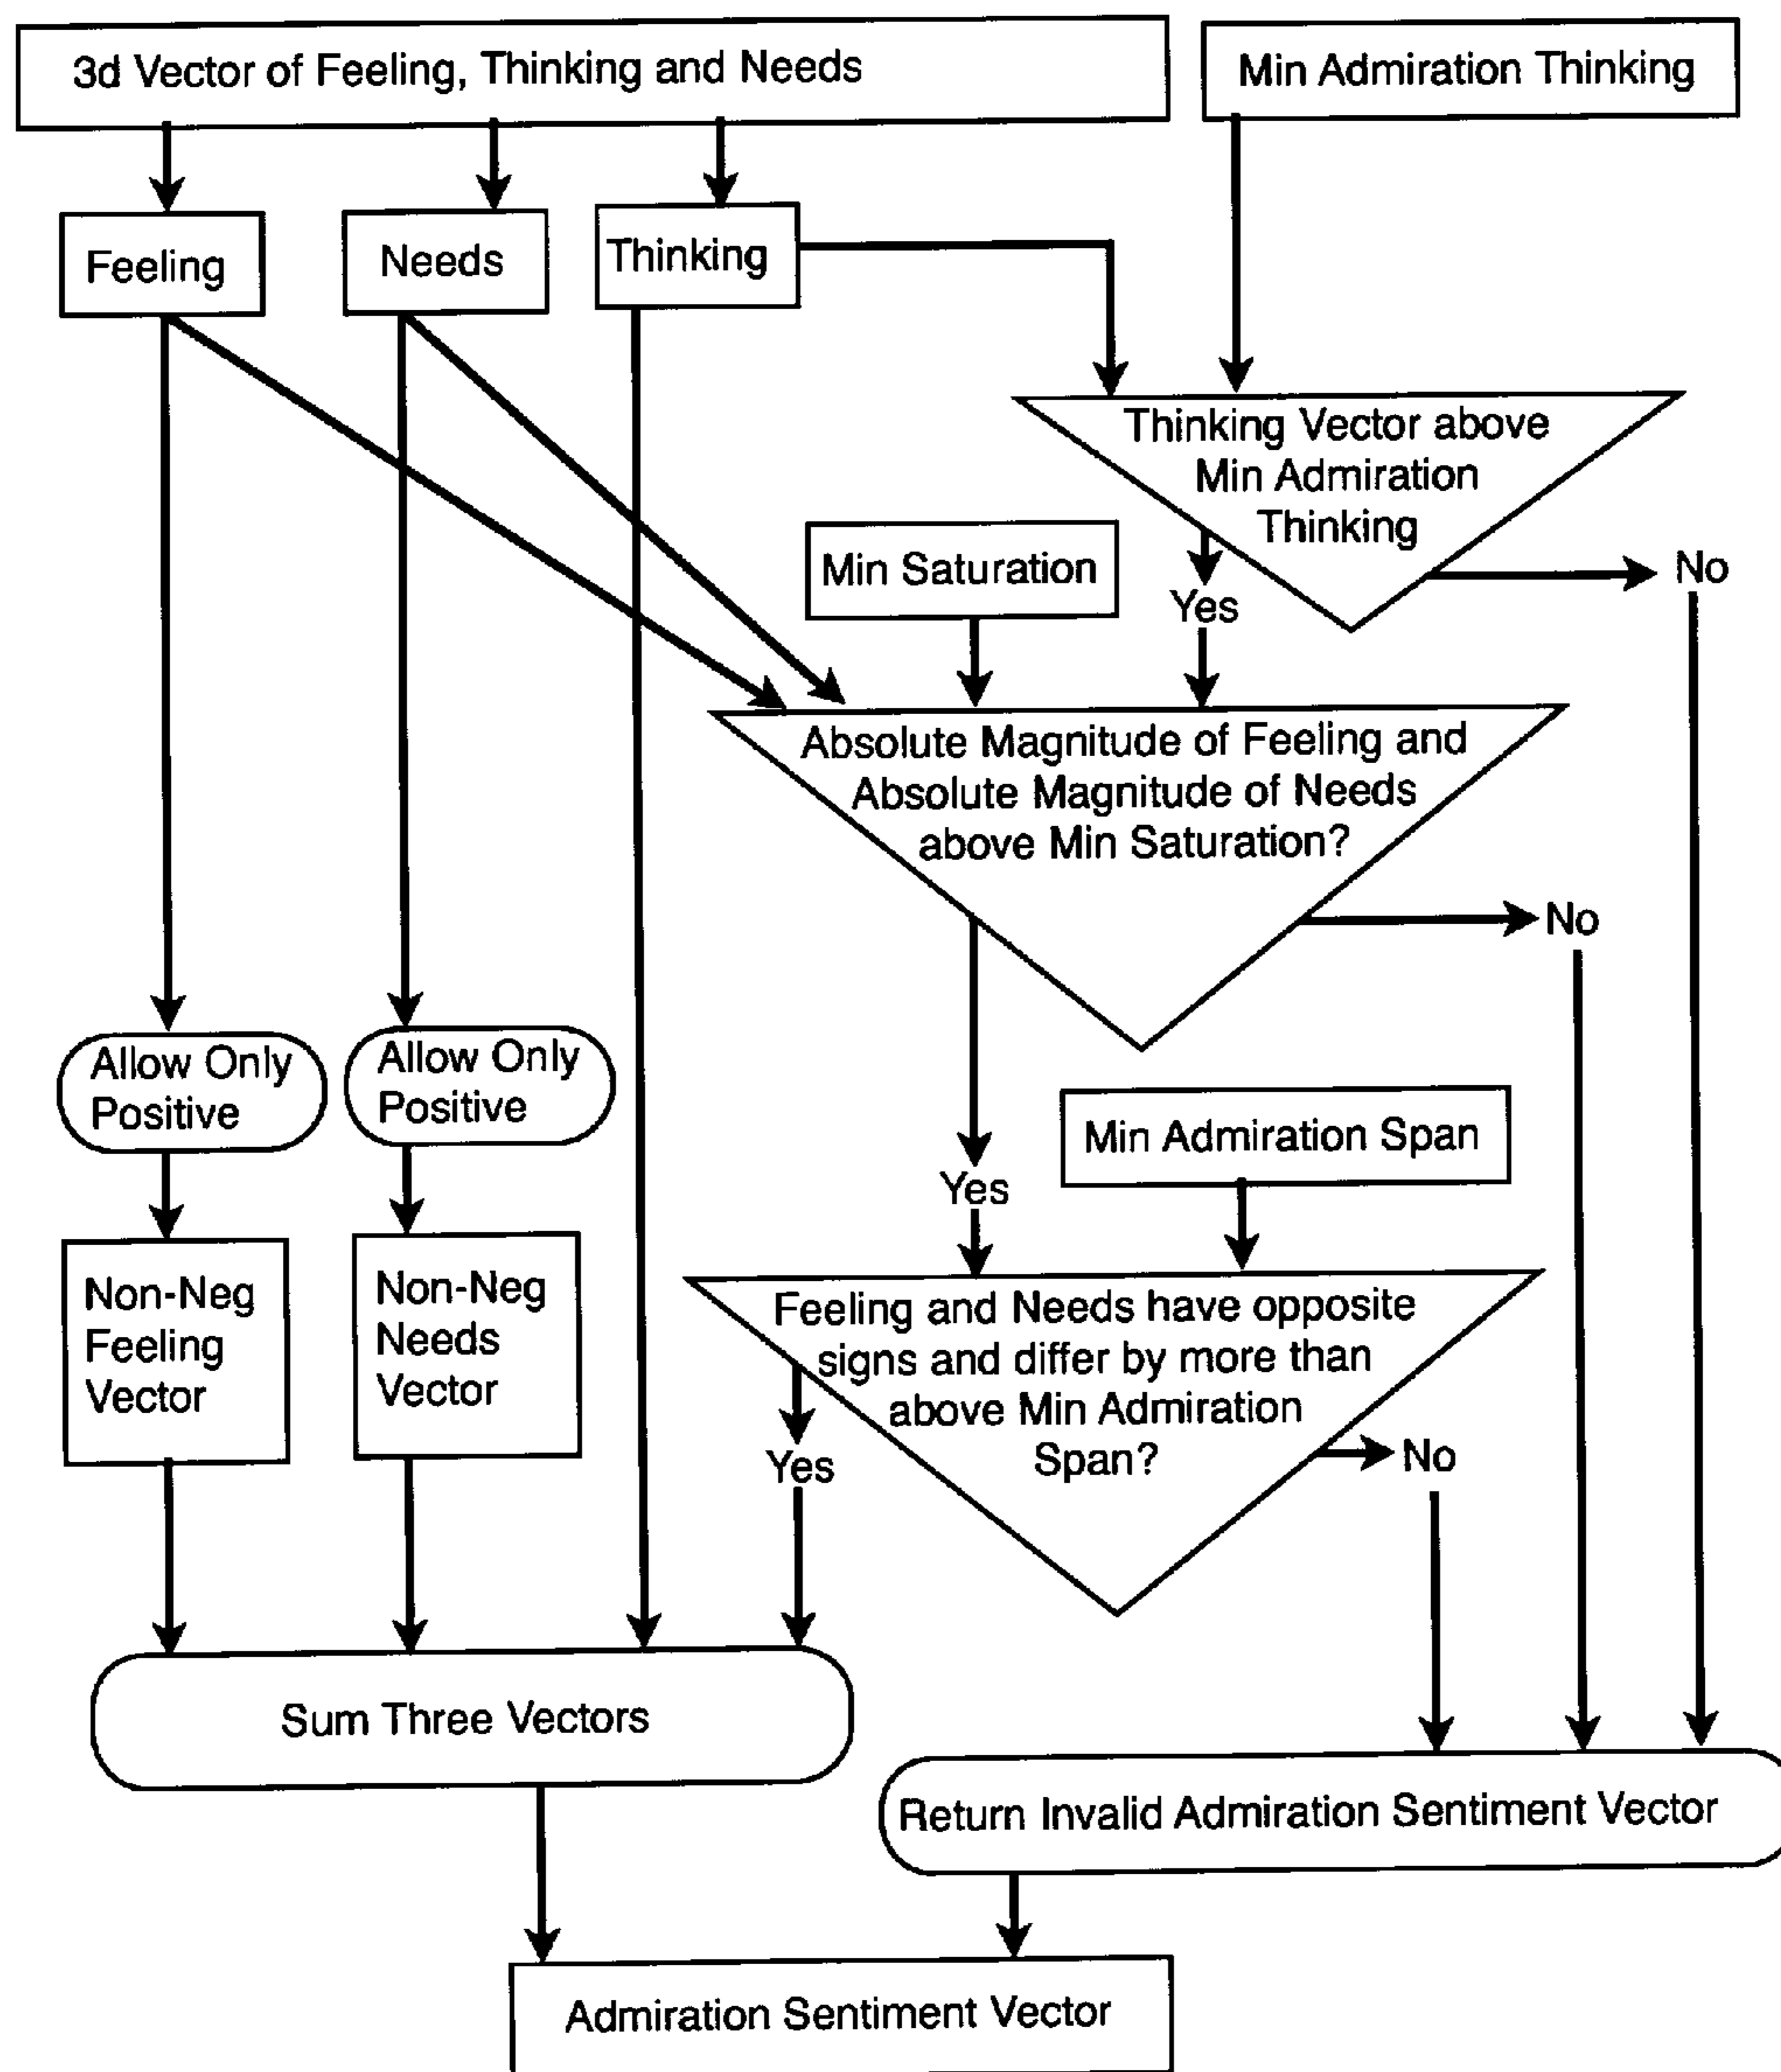 3d Vector of Feeling, Thinking and Needs
Min Admiration Thinking
Feeling
Needs
Thinking
Thinking Vector above
Min Admiration
Thinking
Min Saturation
Yes
No
Absolute Magnitude of Feeling and
Absolute Magnitude of Needs
above Min Saturation?
No
Allow Only
Positive
Allow Only
Positive
Min Admiration Span
Yes
Non-Neg
Feeling
Vector
Non-Neg
Needs
Vector
Feeling and Needs have opposite
signs and differ by more than
above Min Admiration
Span?
Yes
No
Sum Three Vectors
Return Invalid Admiration Sentiment Vector
Admiration Sentiment Vector